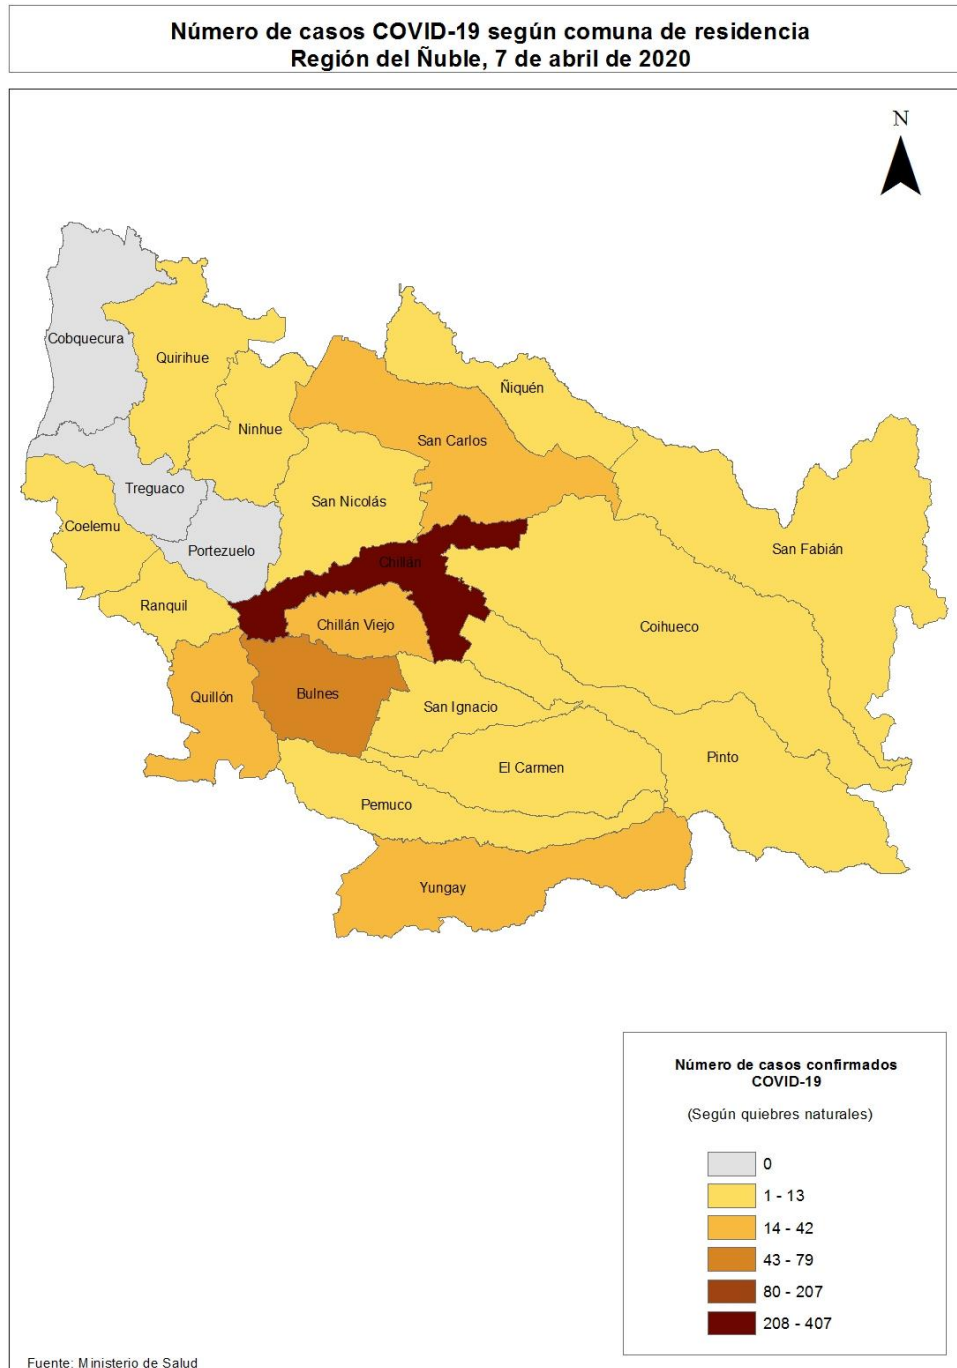 Número de casos COVID-19 según comuna de residencia
Región del Ñuble, 7 de abril de 2020
N
Cobquecura
Quirihue
Ñiquén
Ninhue
San Carlos
Treguaco
San Nicolás
Coelemu
Portezuelo
San Fabián
Chillán
Ranquil
Chillán Viejo
Coihueco
Quillón
Bulnes
San Ignacio
El Carmen
Pinto
Pemuco
Yungay
Número de casos confirmados
COVID-19
(Según quiebres naturales)
0
1 - 13
14 - 42
43 - 79
80 - 207
208 - 407
Fuente: Ministerio de Salud